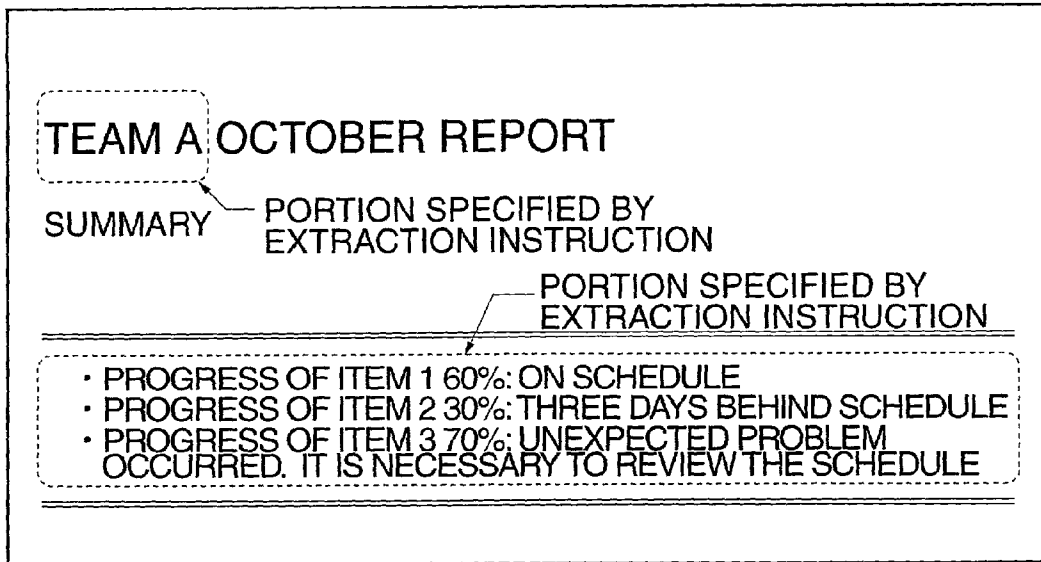 TEAM A OCTOBER REPORT
SUMMARY
PORTION SPECIFIED BY
EXTRACTION INSTRUCTION
PORTION SPECIFIED BY
EXTRACTION INSTRUCTION
· PROGRESS OF ITEM 1 60%: ON SCHEDULE
· PROGRESS OF ITEM 2 30%: THREE DAYS BEHIND SCHEDULE
· PROGRESS OF ITEM 3 70%: UNEXPECTED PROBLEM
OCCURRED. IT IS NECESSARY TO REVIEW THE SCHEDULE